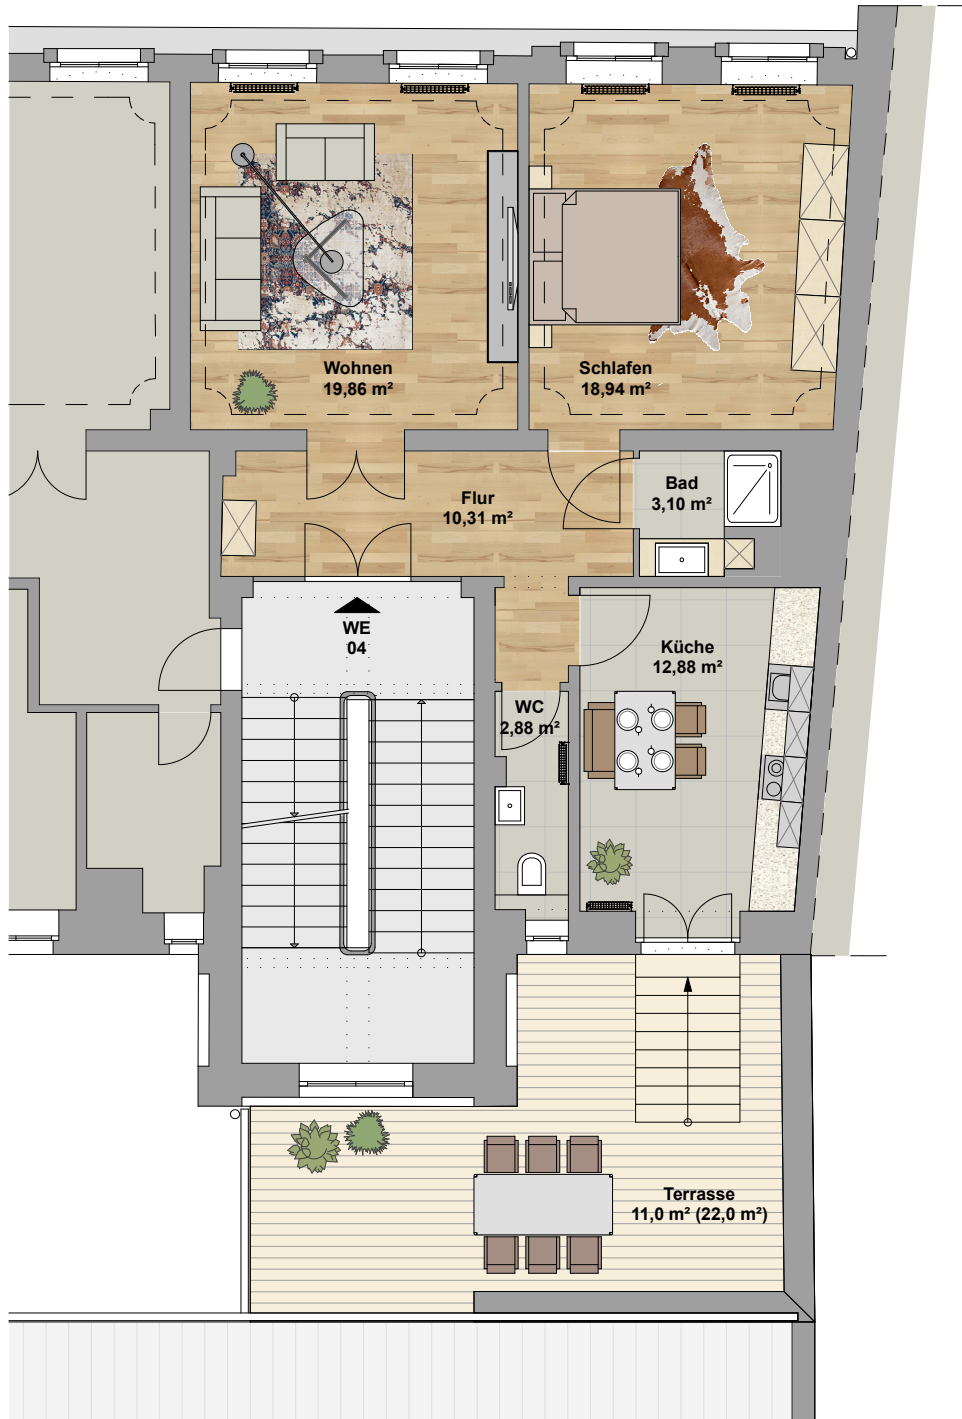 Wohnen
19,86 m²
Schlafen
18,94 m²
Flur
10,31 m²
Bad
3,10 m²
WE
04
Küche
12,88 m²
WC
2,88 m²
Terrasse
11,0 m² (22,0 m²)